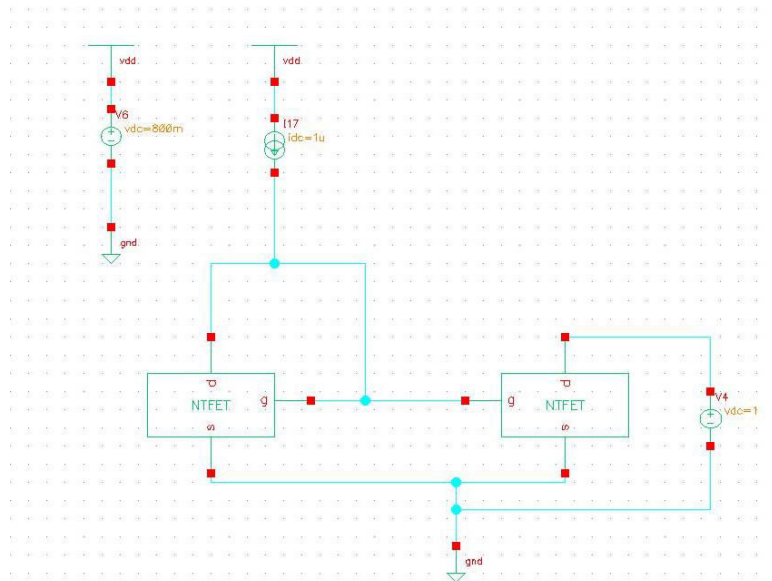 vdd
vdd
V6
vdc=800m
I17
idc=1u
gnd
d
NTFET
g
s
d
g
NTFET
s
V4
vdc=1
gnd